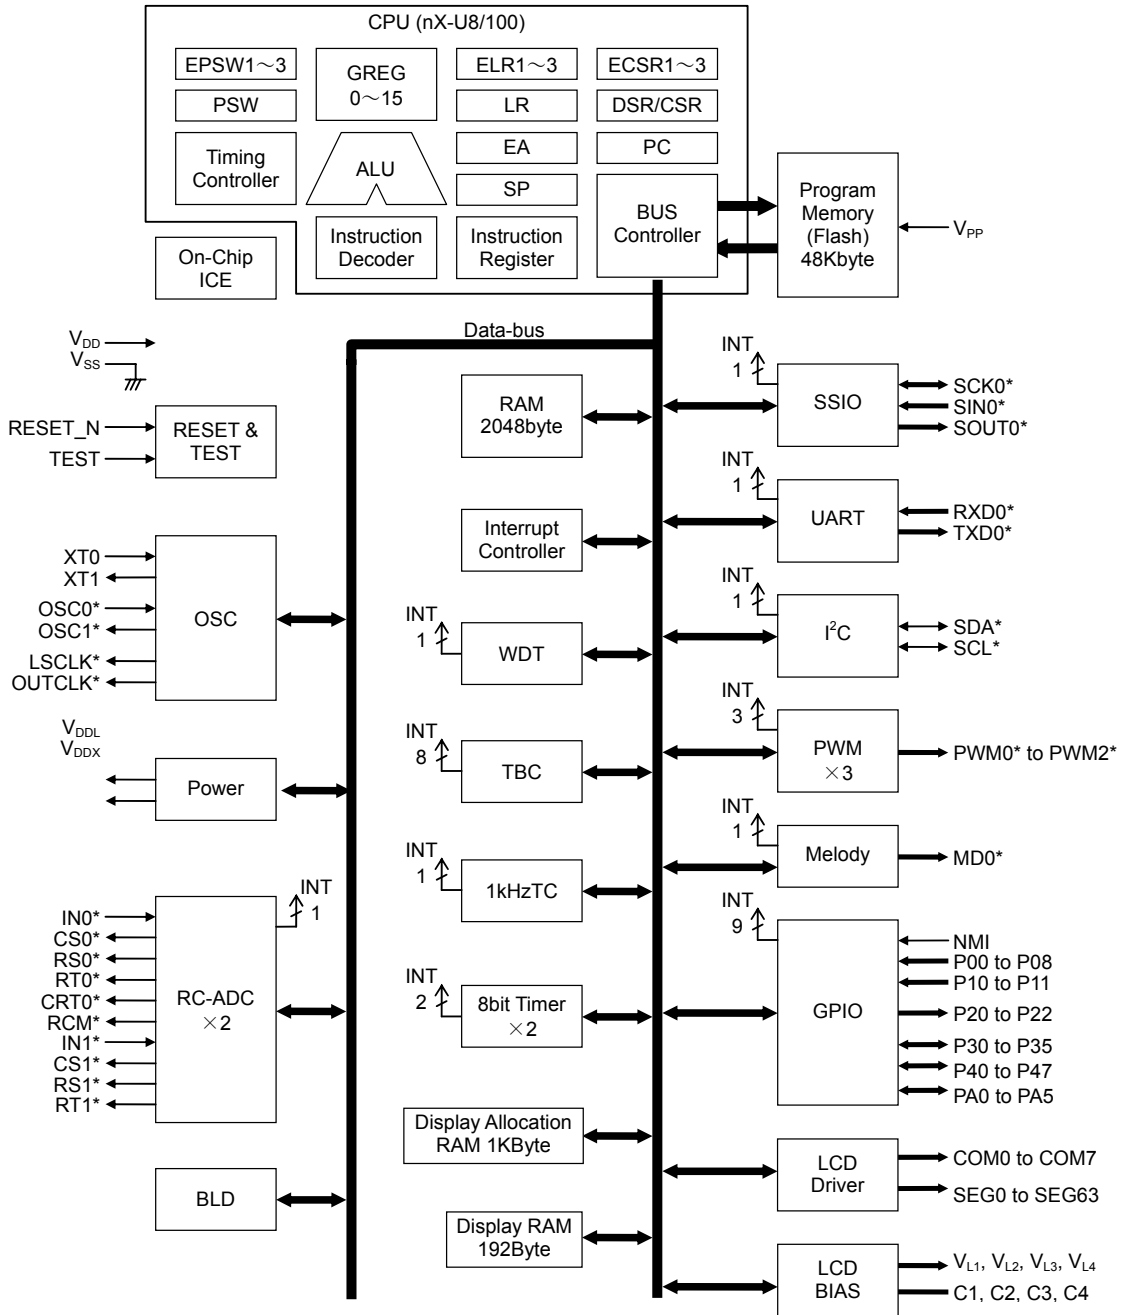 CPU (nX-U8/100)
EPSW1～3
GREG
0～15
ELR1～3
ECSR1～3
PSW
LR
DSR/CSR
Timing
Controller
ALU
EA
PC
SP
BUS
Controller
Instruction
Decoder
Instruction
Register
Program
Memory
(Flash)
48Kbyte
VPP
On-Chip
ICE
Data-bus
VDD
VSS
RESET_N
TEST
RESET &
TEST
XT0
XT1
OSC0*
OSC1*
LSCLK*
OUTCLK*
OSC
VDDL
VDDX
Power
IN0*
CS0*
RS0*
RT0*
CRT0*
RCM*
IN1*
CS1*
RS1*
RT1*
RC-ADC
×2
INT
1
BLD
RAM
2048byte
Interrupt
Controller
INT
1
WDT
INT
8
TBC
INT
1
1kHzTC
INT
2
8bit Timer
×2
Display Allocation
RAM 1KByte
Display RAM
192Byte
INT
1
SSIO
SCK0*
SIN0*
SOUT0*
INT
1
UART
RXD0*
TXD0*
INT
1
I²C
SDA*
SCL*
INT
3
PWM
×3
PWM0* to PWM2*
INT
1
Melody
MD0*
INT
9
GPIO
NMI
P00 to P08
P10 to P11
P20 to P22
P30 to P35
P40 to P47
PA0 to PA5
LCD
Driver
COM0 to COM7
SEG0 to SEG63
LCD
BIAS
VL1, VL2, VL3, VL4
C1, C2, C3, C4